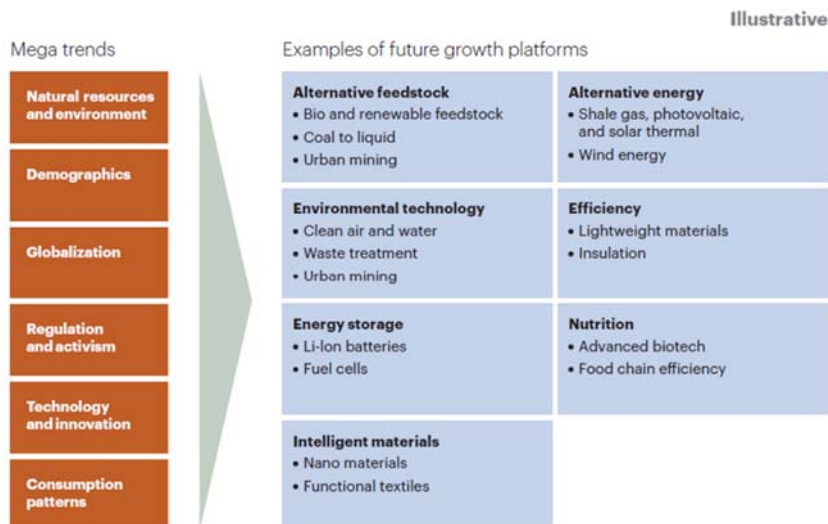 Illustrative
Mega trends
Natural resources
and environment
Demographics
Globalization
Regulation
and activism
Technology
and innovation
Consumption
patterns
Examples of future growth platforms
Alternative feedstock
• Bio and renewable feedstock
• Coal to liquid
• Urban mining
Alternative energy
• Shale gas, photovoltaic,
and solar thermal
• Wind energy
Environmental technology
• Clean air and water
• Waste treatment
• Urban mining
Efficiency
• Lightweight materials
• Insulation
Energy storage
• Li-Ion batteries
• Fuel cells
Nutrition
• Advanced biotech
• Food chain efficiency
Intelligent materials
• Nano materials
• Functional textiles